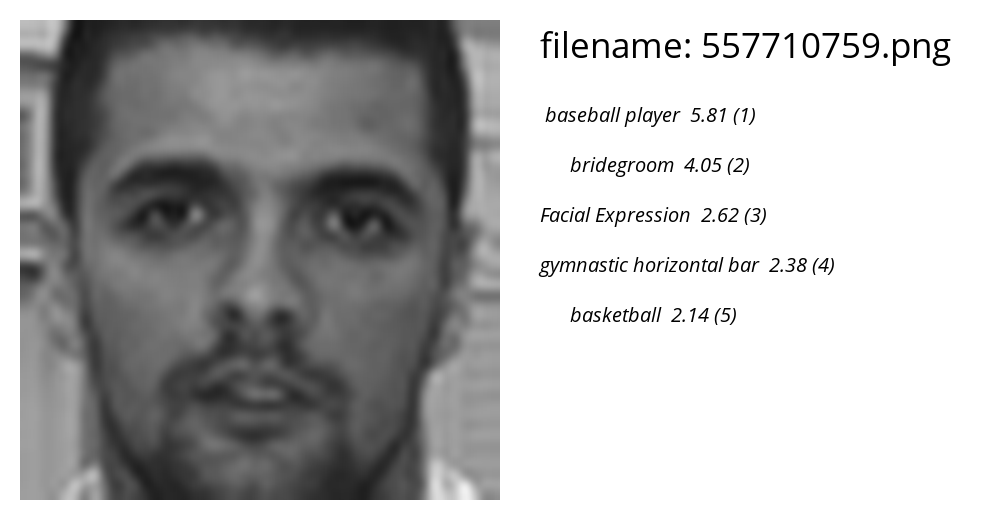 filename: 557710759.png
baseball player 5.81 (1)
bridegroom 4.05 (2)
Facial Expression 2.62 (3)
gymnastic horizontal bar 2.38 (4)
basketball 2.14 (5)